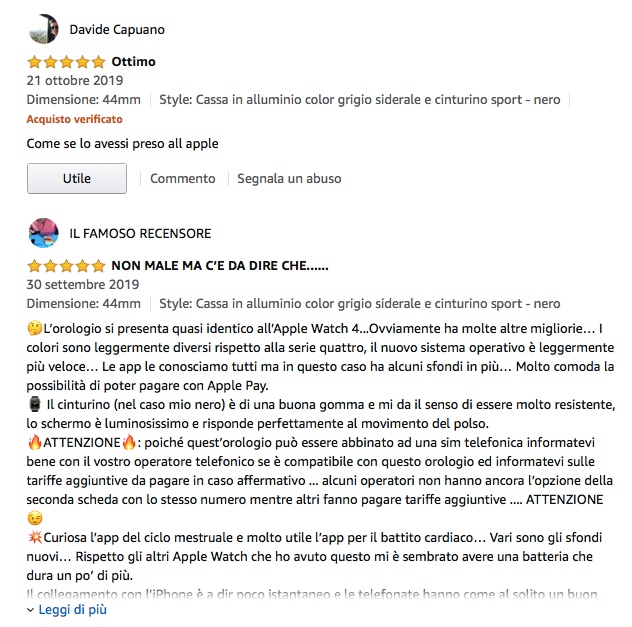 Davide Capuano
Ottimo
21 ottobre 2019
Dimensione: 44mm | Style: Cassa in alluminio color grigio siderale e cinturino sport - nero |
Acquisto verificato
Come se lo avessi preso all apple
Utile | Commento | Segnala un abuso
IL FAMOSO RECENSORE
NON MALE MA C’E DA DIRE CHE......
30 settembre 2019
Dimensione: 44mm | Style: Cassa in alluminio color grigio siderale e cinturino sport - nero
🤔L’orologio si presenta quasi identico all’Apple Watch 4...Ovviamente ha molte altre migliorie… I
colori sono leggermente diversi rispetto alla serie quattro, il nuovo sistema operativo è leggermente
più veloce… Le app le conosciamo tutti ma in questo caso ha alcuni sfondi in più… Molto comoda la
possibilità di poter pagare con Apple Pay.
⌚ Il cinturino (nel caso mio nero) è di una buona gomma e mi da il senso di essere molto resistente,
lo schermo è luminosissimo e risponde perfettamente al movimento del polso.
🔥ATTENZIONE🔥: poiché quest’orologio può essere abbinato ad una sim telefonica informatevi
bene con il vostro operatore telefonico se è compatibile con questo orologio ed informatevi sulle
tariffe aggiuntive da pagare in caso affermativo ... alcuni operatori non hanno ancora l’opzione della
seconda scheda con lo stesso numero mentre altri fanno pagare tariffe aggiuntive .... ATTENZIONE
😉
💥Curiosa l’app del ciclo mestruale e molto utile l’app per il battito cardiaco… Vari sono gli sfondi
nuovi… Rispetto gli altri Apple Watch che ho avuto questo mi è sembrato avere una batteria che
dura un po’ di più.
Il collegamento con l’iPhone è a dir poco istantaneo e le telefonate hanno come al solito un buon
Leggi di più